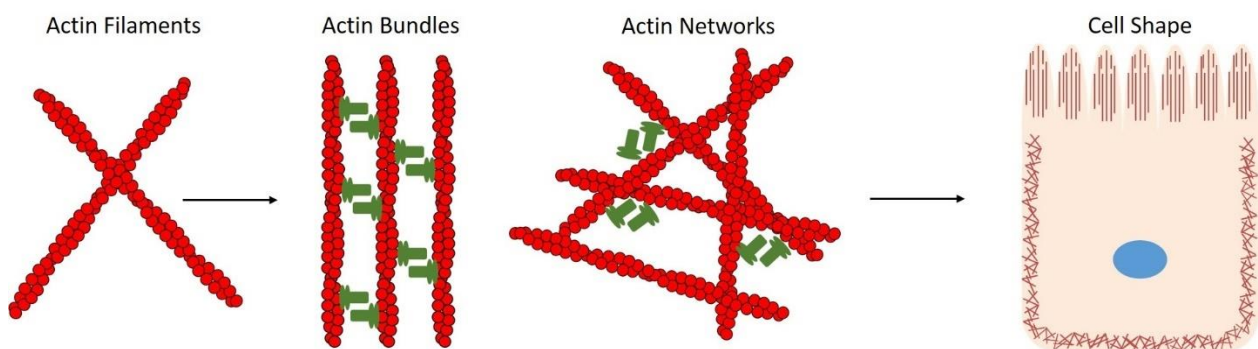 Actin Filaments
Actin Bundles
Actin Networks
Cell Shape